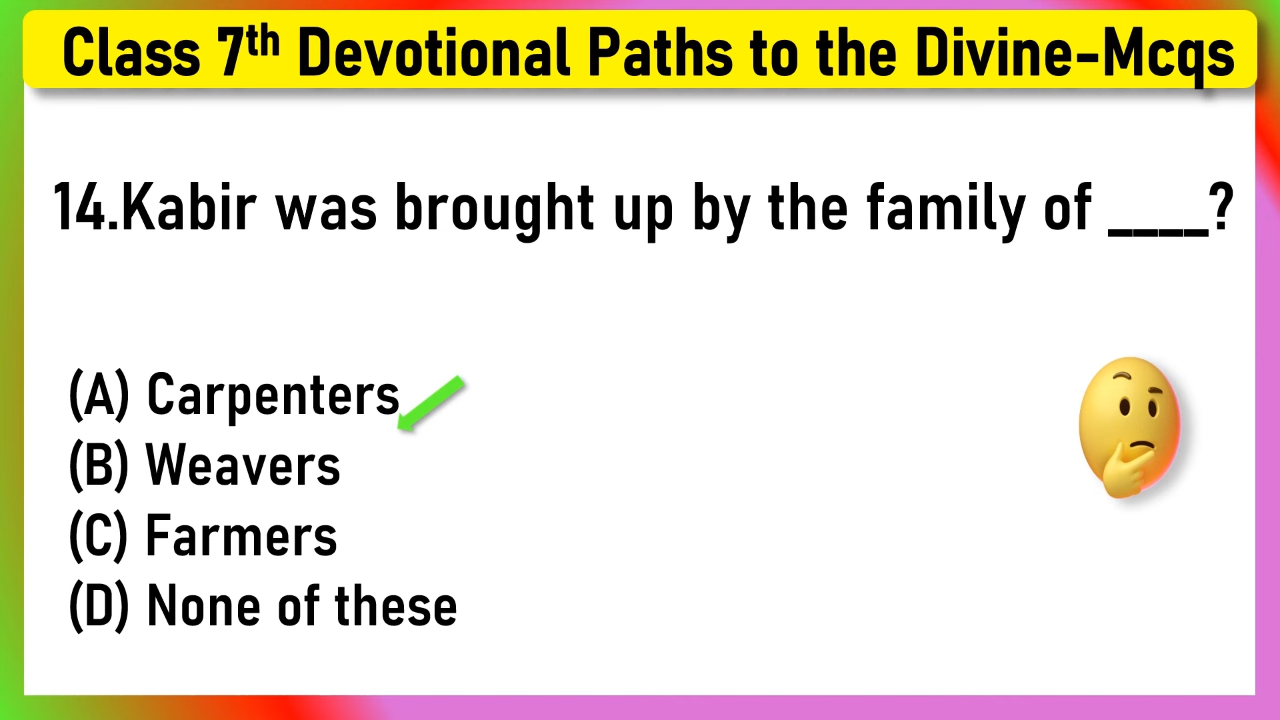 Class 7th Devotional Paths to the Divine-Mcqs
14.Kabir was brought up by the family of ____?
(A) Carpenters
(B) Weavers
(C) Farmers
(D) None of these